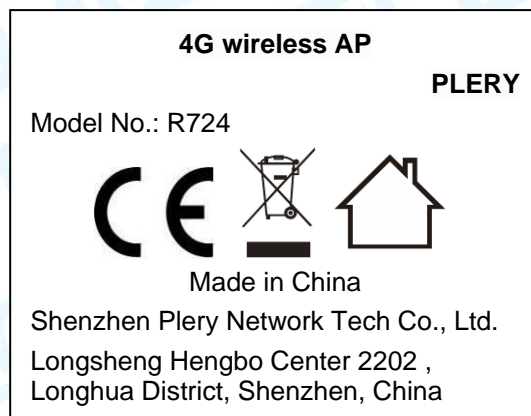 4G wireless AP
PLERY
Model No.: R724
CE
Made in China
Shenzhen Plery Network Tech Co., Ltd.
Longsheng Hengbo Center 2202 ,
Longhua District, Shenzhen, China